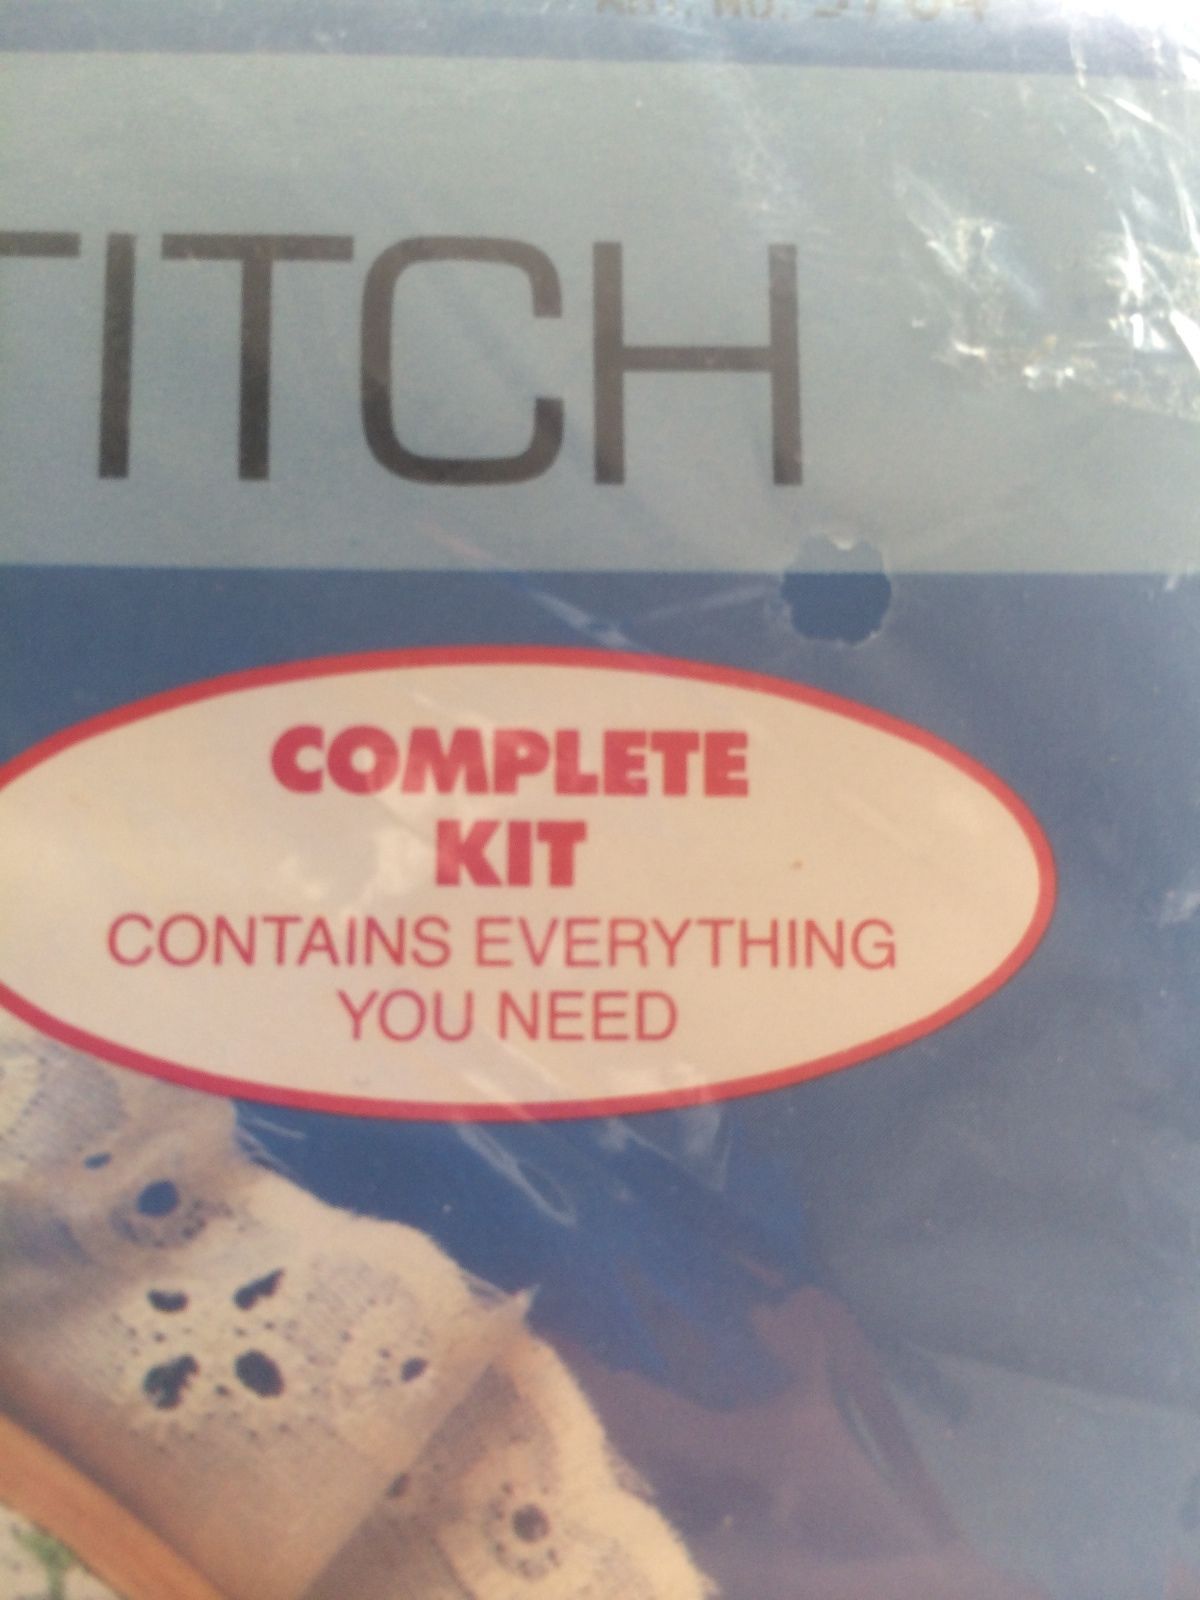 TITCH
COMPLETE
KIT
CONTAINS EVERYTHING
YOU NEED